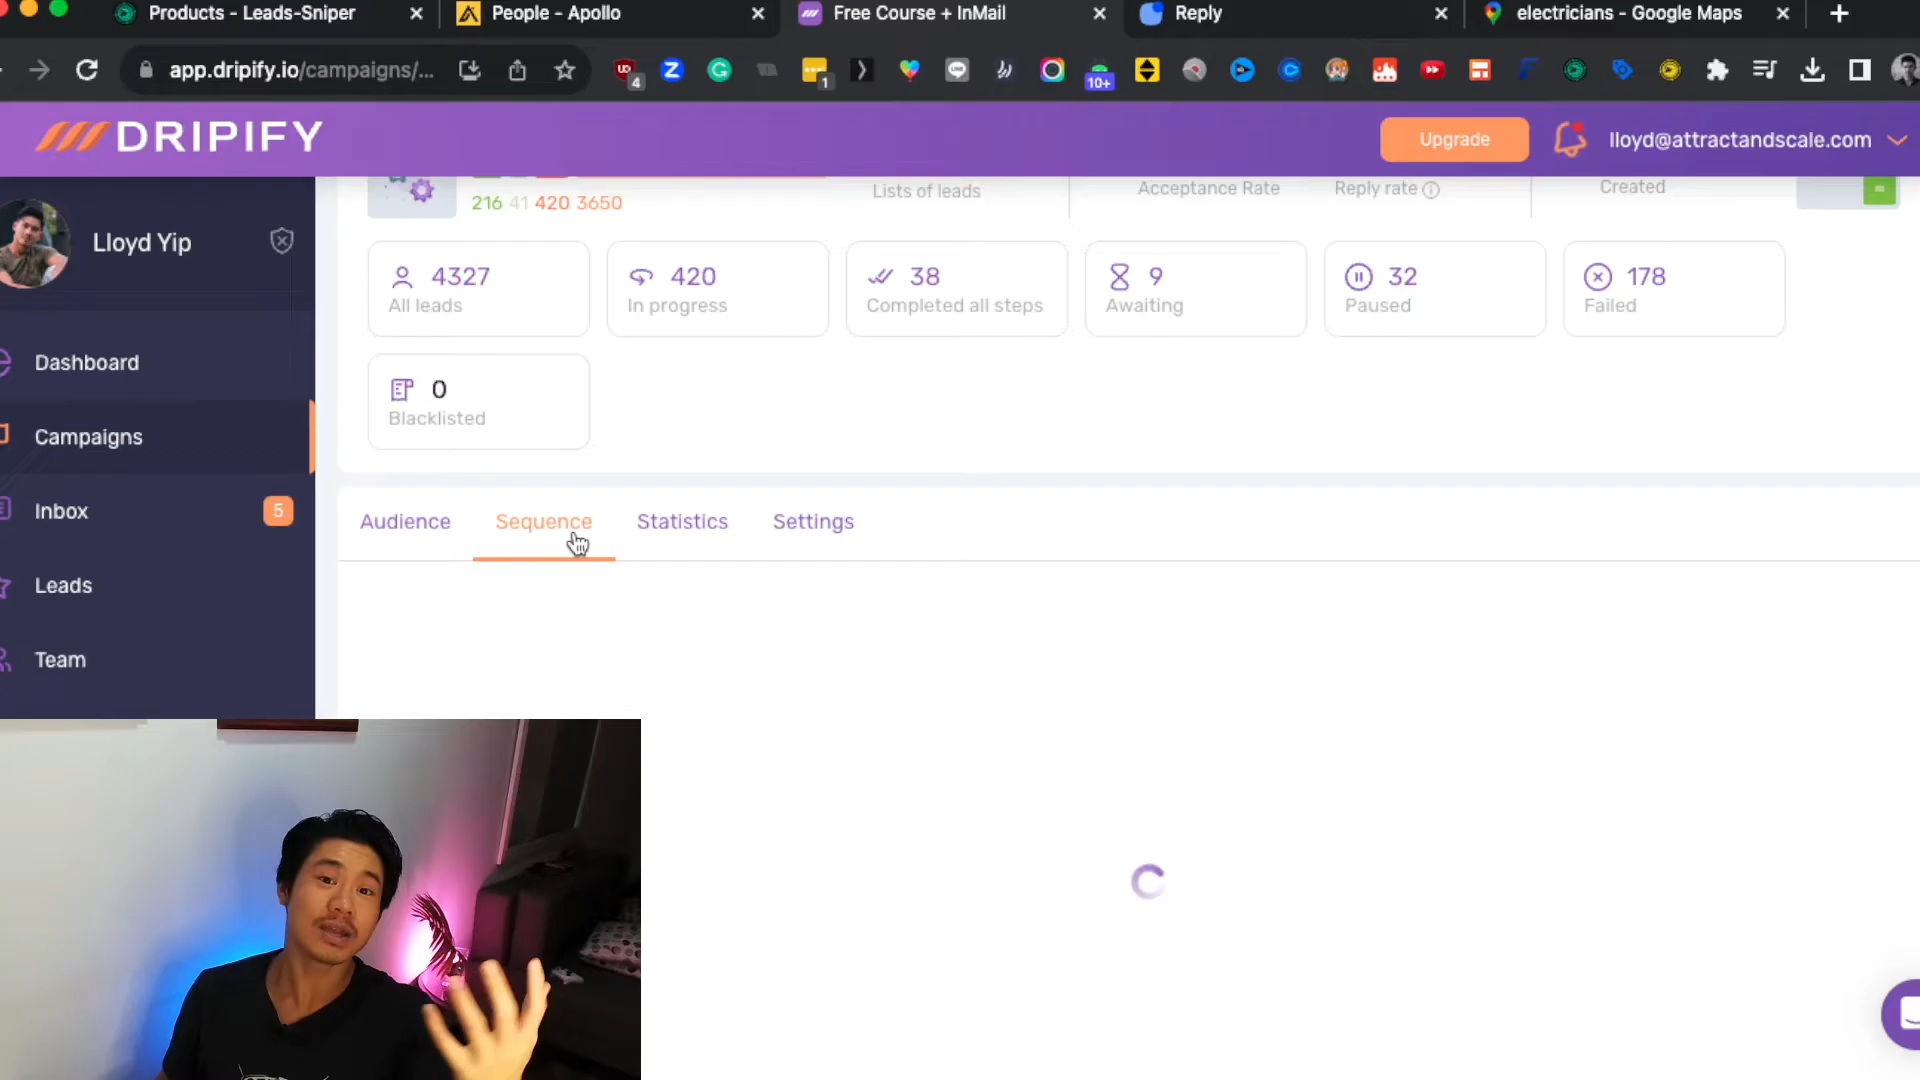 Products - Leads-Sniper
People - Apollo
Free Course + InMail
Reply
electricians - Google Maps
app.dripify.io/campaigns/...
4
1
10+
DRIPIFY
Upgrade
lloyd@attractandscale.com
Lloyd Yip
Dashboard
Campaigns
Inbox
5
Leads
Team
216 41 420 3650
Lists of leads
Acceptance Rate
Reply rate
Created
4327
All leads
420
In progress
38
Completed all steps
9
Awaiting
32
Paused
178
Failed
0
Blacklisted
Audience
Sequence
Statistics
Settings